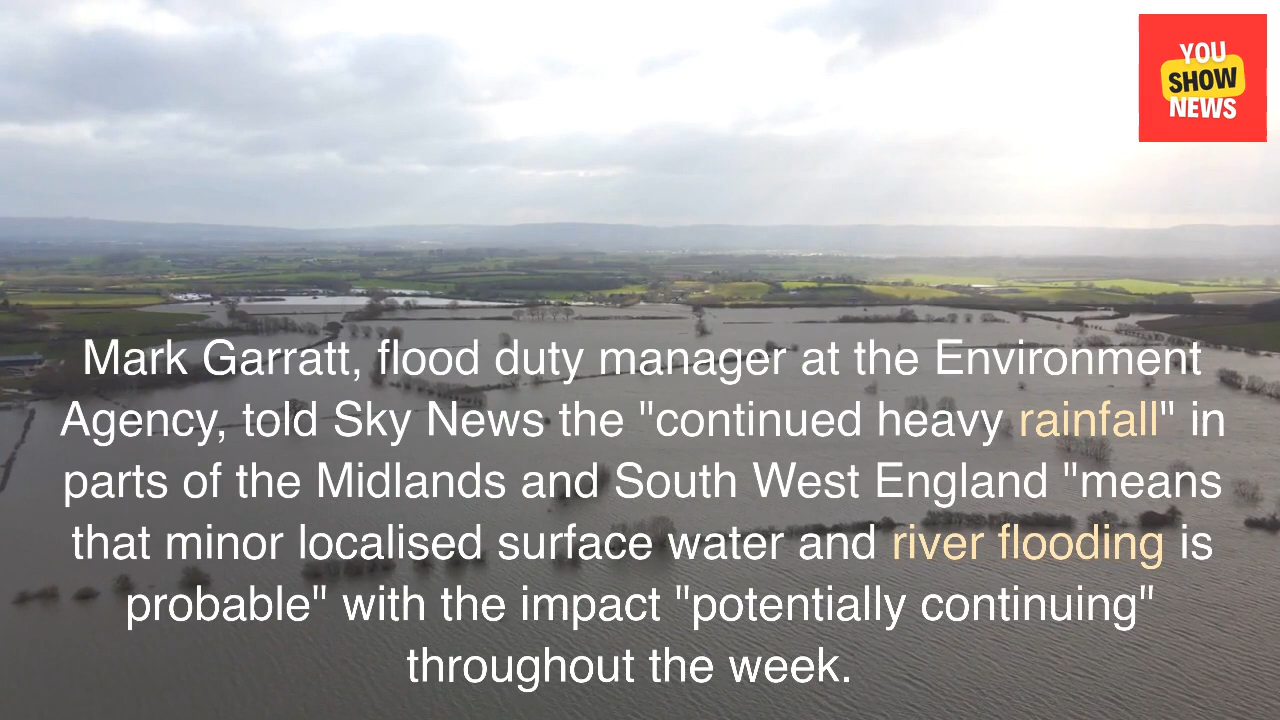 YOU
SHOW
NEWS
Mark Garratt, flood duty manager at the Environment
Agency, told Sky News the "continued heavy rainfall" in
parts of the Midlands and South West England "means
that minor localised surface water and river flooding is
probable" with the impact "potentially continuing"
throughout the week.